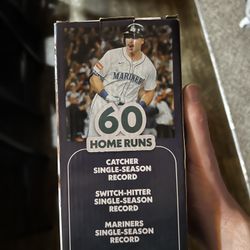 MARINERS
60
HOME RUNS
CATCHER
SINGLE-SEASON
RECORD
SWITCH-HITTER
SINGLE-SEASON
RECORD
MARINERS
SINGLE-SEASON
RECORD